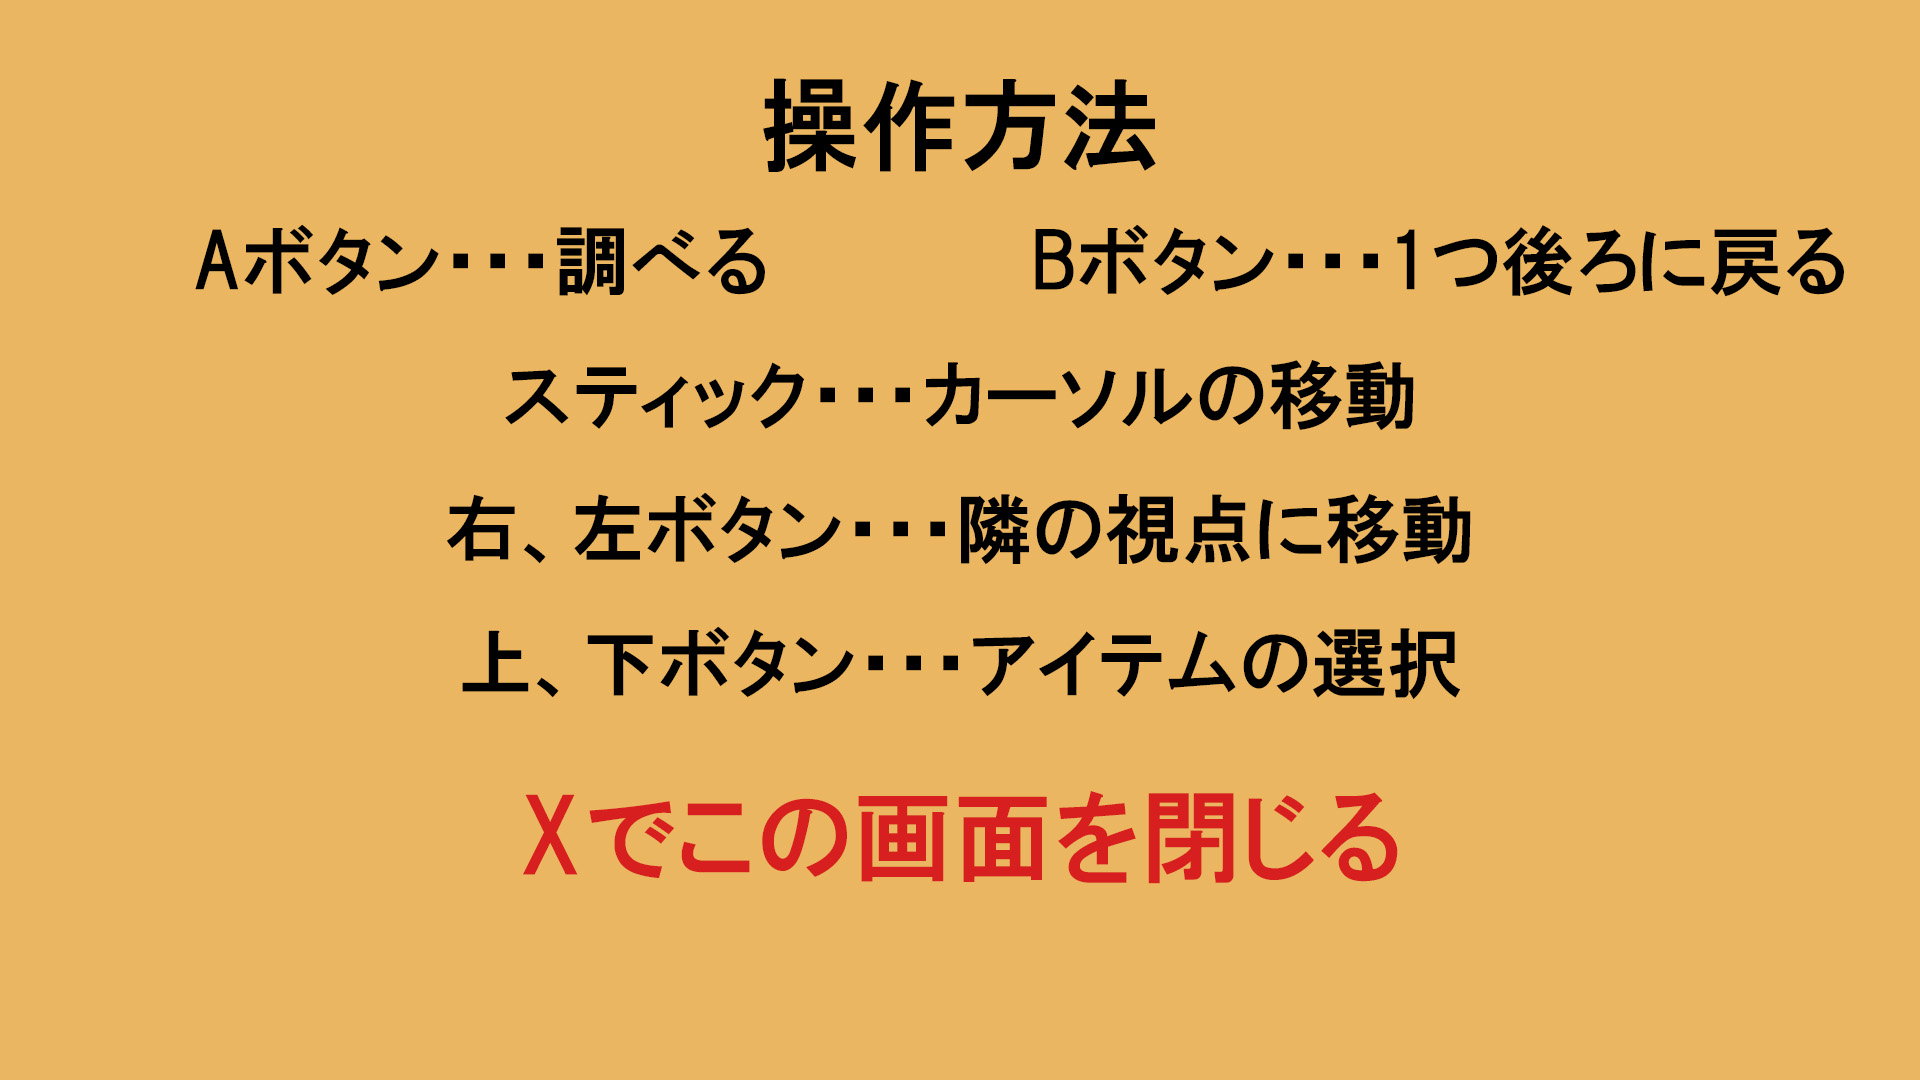 操作方法
Aボタン･･･調べる　Bボタン･･･1つ後ろに戻る
スティック･･･カーソルの移動
右、左ボタン･･･隣の視点に移動
上、下ボタン･･･アイテムの選択
Xでこの画面を閉じる